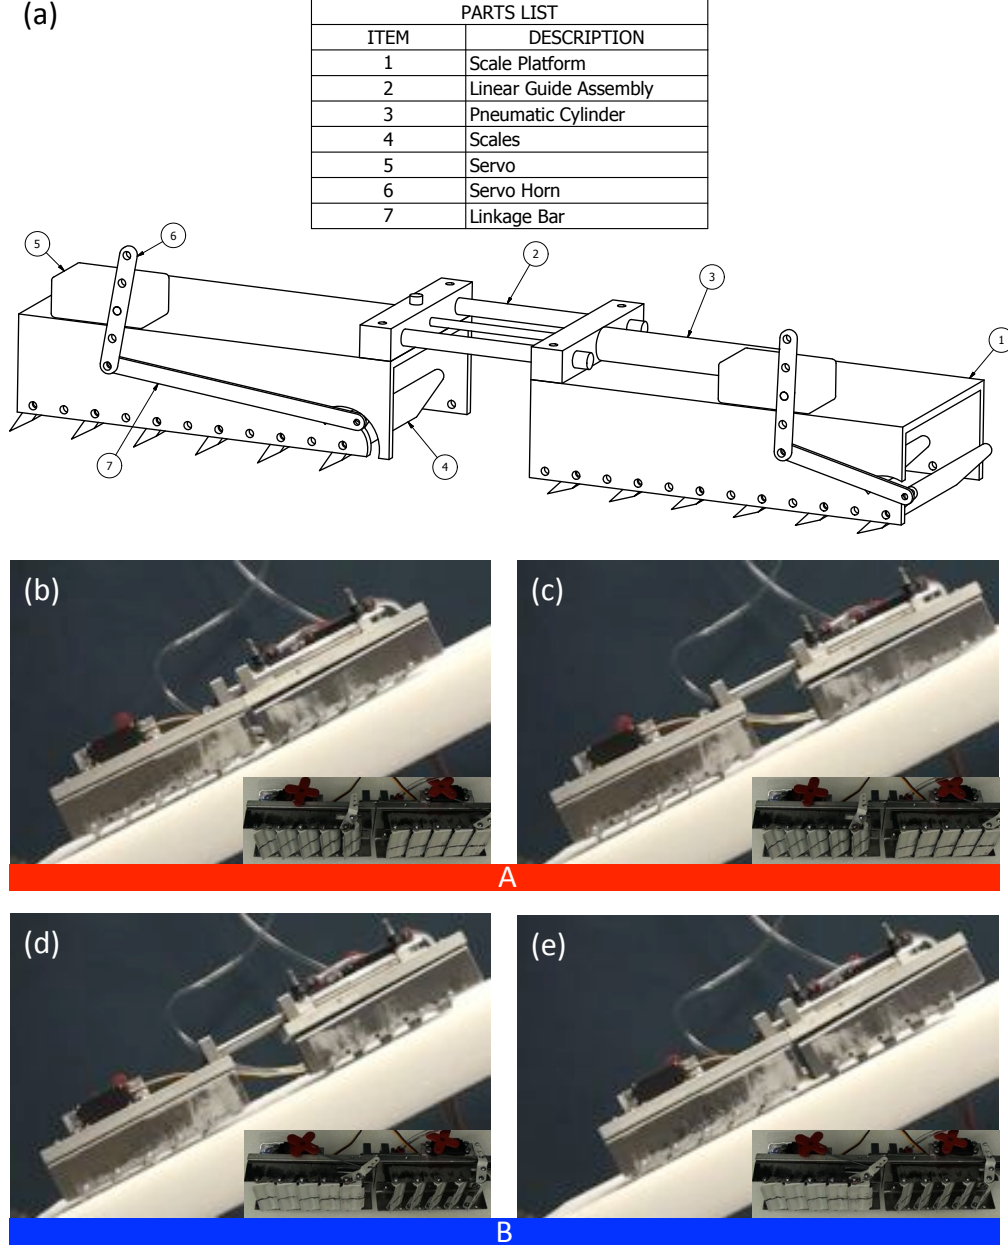 (a)
PARTS LIST
ITEM DESCRIPTION
1 Scale Platform
2 Linear Guide Assembly
3 Pneumatic Cylinder
4 Scales
5 Servo
6 Servo Horn
7 Linkage Bar
5
6
2
3
1
7
4
(b)
(c)
A
(d)
(e)
B